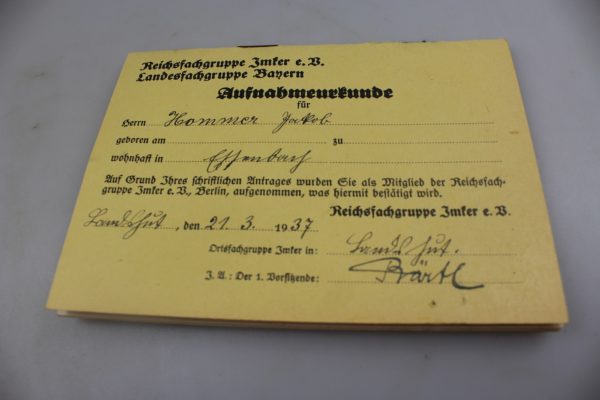 Reichsfachgruppe Imker e. V.
Landesfachgruppe Bayern
Aufnahmeurkunde
für
Herrn Hommer Jakob
geboren am zu
wohnhaft in Essenbach
Auf Grund Ihres schriftlichen Antrages wurden Sie als Mitglied der Reichsfach-
gruppe Imker e. V., Berlin, aufgenommen, was hiermit bestätigt wird.
Landshut, den 21. 3. 1937 Reichsfachgruppe Imker e. V.
Ortsfachgruppe Imker in: Landshut.
I. A.: Der 1. Vorsitzende: Bärtl